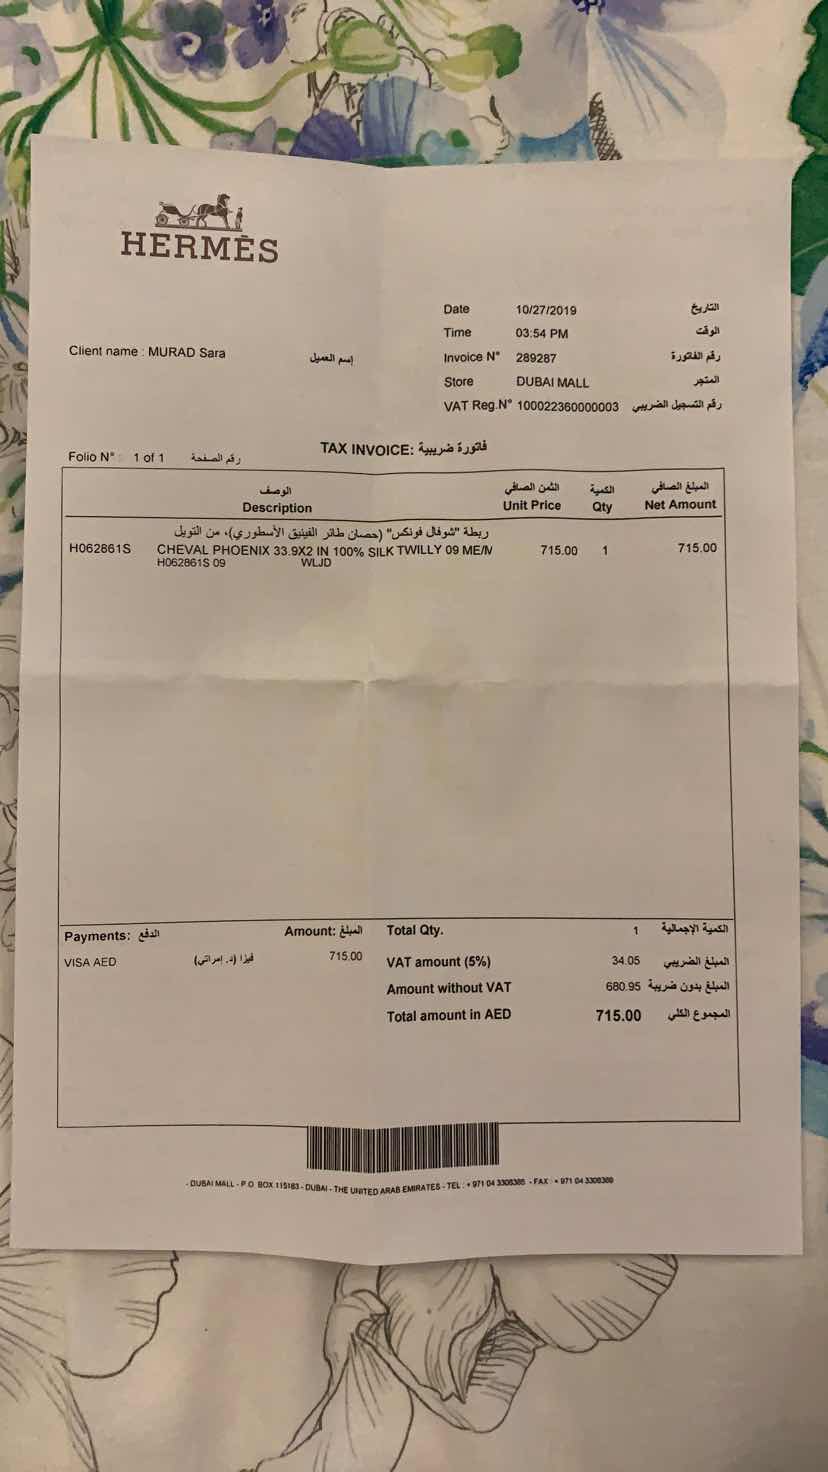 HERMÈS
Date 10/27/2019 التاريخ
Time 03:54 PM الوقت
Client name : MURAD Sara إسم العميل
Invoice N° 289287 رقم الفاتورة
Store DUBAI MALL المتجر
VAT Reg.N° 100022360000003 رقم التسجيل الضريبي
TAX INVOICE: فاتورة ضريبية
Folio N° : 1 of 1 رقم الصفحة
الوصف الثمن الصافي الكمية المبلغ الصافي
Description Unit Price Qty Net Amount
ربطة "شوفال فونكس" (حصان طائر الفينيق الأسطوري)، من التويل
H062861S CHEVAL PHOENIX 33.9X2 IN 100% SILK TWILLY 09 ME/M 715.00 1 715.00
H062861S 09 WLJD
Payments: الدفع Amount: المبلغ Total Qty. 1 الكمية الإجمالية
VISA AED فيزا (د. إمراتي) 715.00 VAT amount (5%) 34.05 المبلغ الضريبي
Amount without VAT 680.95 المبلغ بدون ضريبة
Total amount in AED 715.00 المجموع الكلي
- DUBAI MALL - P.O BOX 115183 - DUBAI - THE UNITED ARAB EMIRATES - TEL : + 971 04 3308385 - FAX : + 971 04 3308389